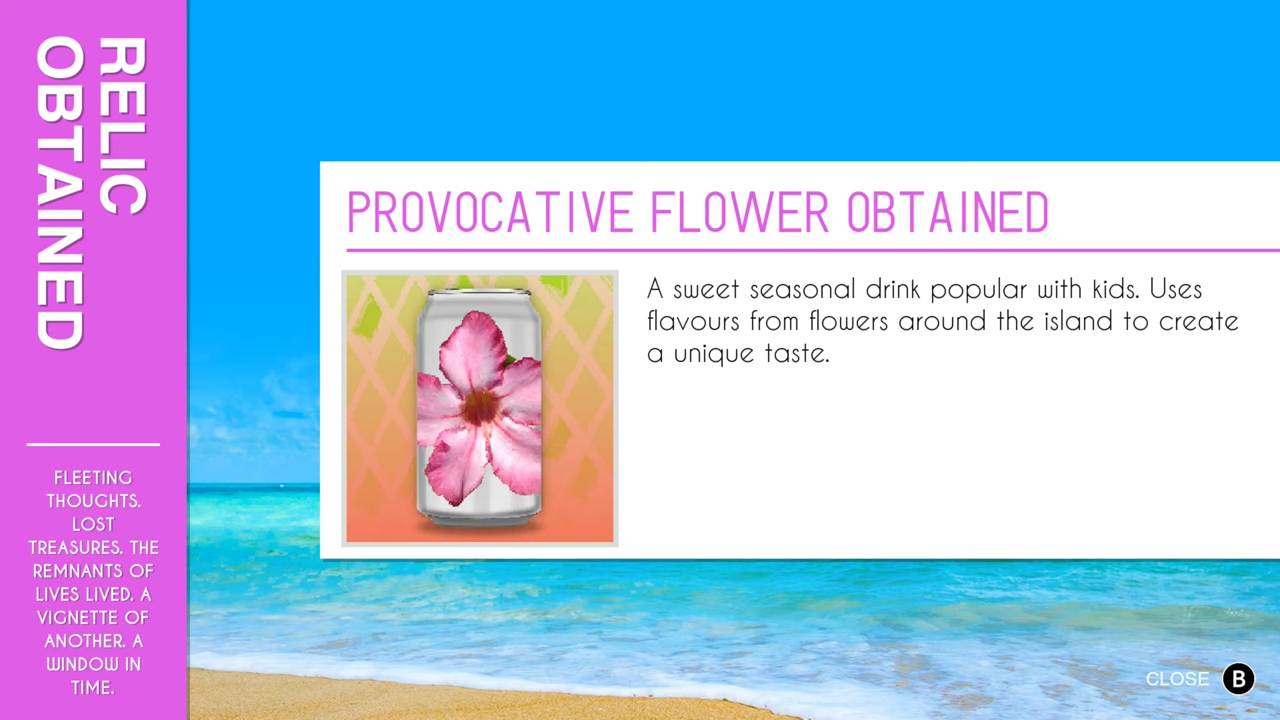 RELIC
OBTAINED
FLEETING
THOUGHTS.
LOST
TREASURES. THE
REMNANTS OF
LIVES LIVED. A
VIGNETTE OF
ANOTHER. A
WINDOW IN
TIME.
PROVOCATIVE FLOWER OBTAINED
A sweet seasonal drink popular with kids. Uses
flavours from flowers around the island to create
a unique taste.
CLOSE B